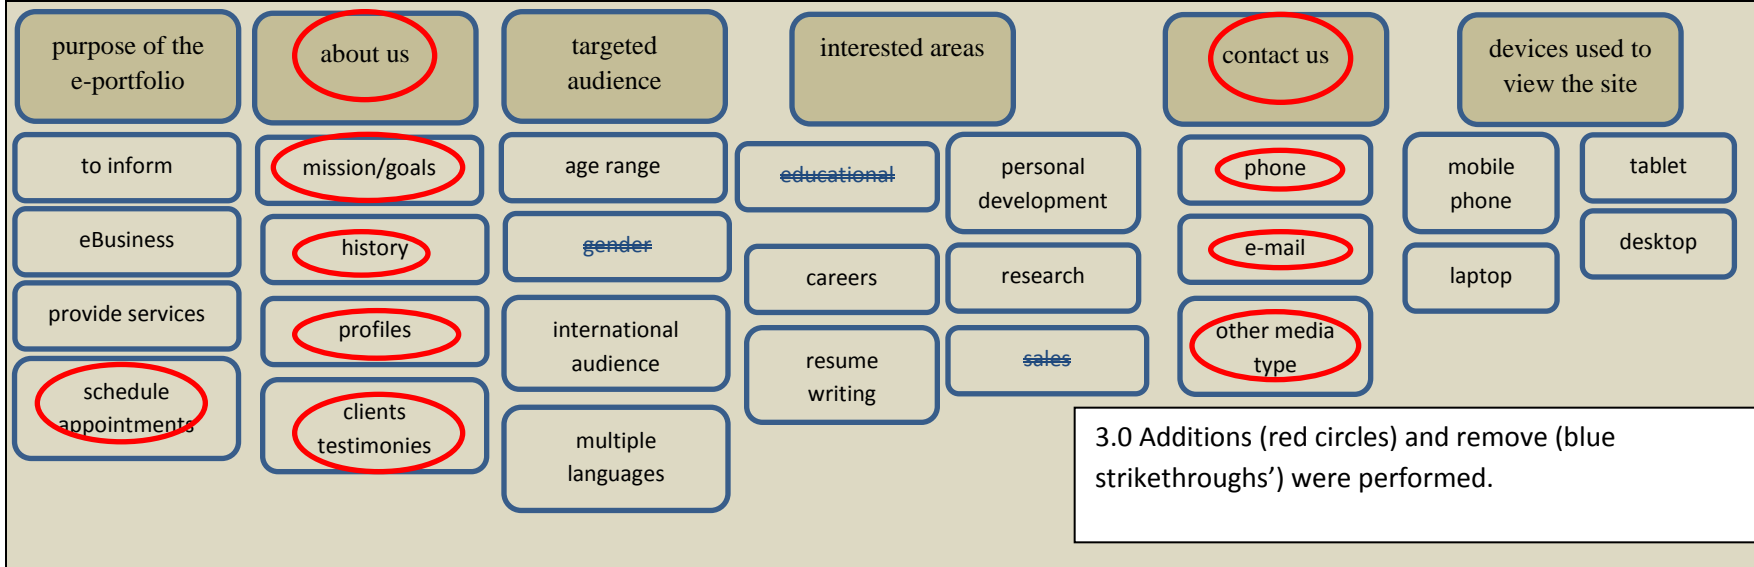 purpose of the
e-portfolio
about us
targeted
audience
interested areas
contact us
devices used to
view the site
to inform
eBusiness
provide services
schedule
appointments
mission/goals
history
profiles
clients
testimonies
age range
gender
international
audience
multiple
languages
educational
careers
resume
writing
personal
development
research
sales
phone
e-mail
other media
type
mobile
phone
laptop
tablet
desktop
3.0 Additions (red circles) and remove (blue
strikethroughs’) were performed.